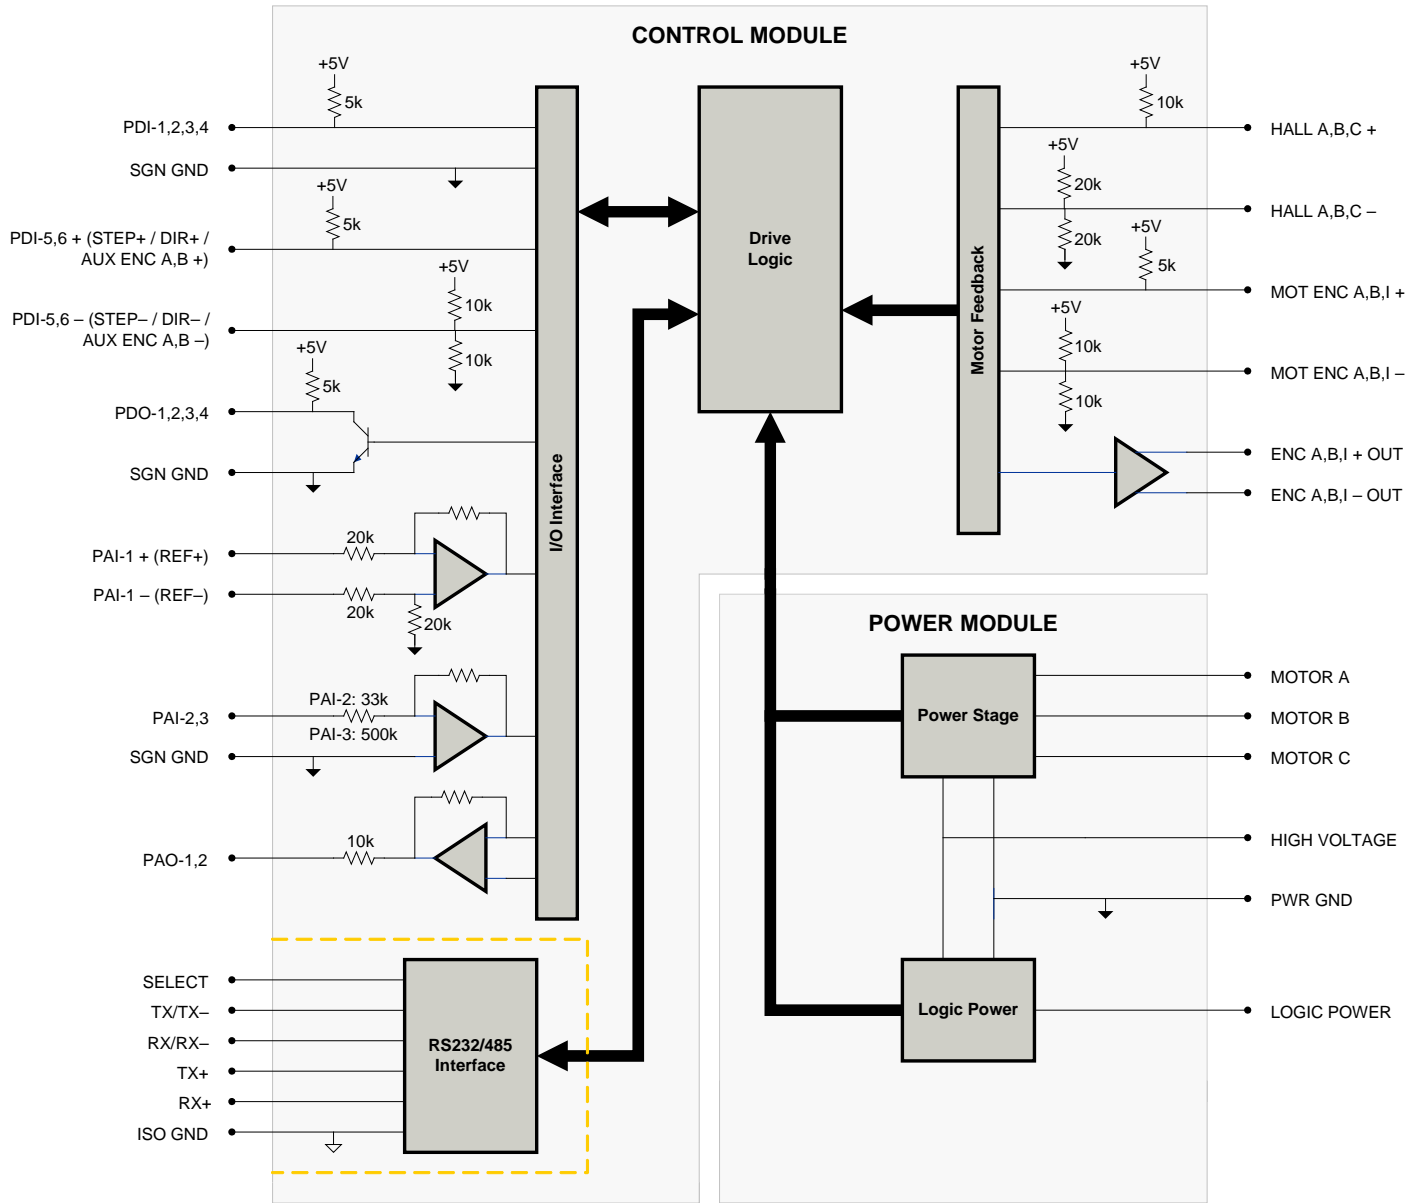 CONTROL MODULE
+5V
5k
PDI-1,2,3,4
SGN GND
+5V
5k
PDI-5,6 + (STEP+ / DIR+ /
AUX ENC A,B +)
+5V
10k
PDI-5,6 – (STEP– / DIR– /
AUX ENC A,B –)
10k
+5V
5k
PDO-1,2,3,4
SGN GND
20k
PAI-1 + (REF+)
PAI-1 – (REF–)
20k
20k
PAI-2: 33k
PAI-2,3
PAI-3: 500k
SGN GND
10k
PAO-1,2
I/O Interface
SELECT
TX/TX–
RX/RX–
TX+
RX+
ISO GND
RS232/485
Interface
Drive
Logic
Motor Feedback
+5V
10k
HALL A,B,C +
+5V
20k
HALL A,B,C –
20k
+5V
5k
MOT ENC A,B,I +
+5V
10k
MOT ENC A,B,I –
10k
ENC A,B,I + OUT
ENC A,B,I – OUT
POWER MODULE
Power Stage
MOTOR A
MOTOR B
MOTOR C
HIGH VOLTAGE
PWR GND
Logic Power
LOGIC POWER